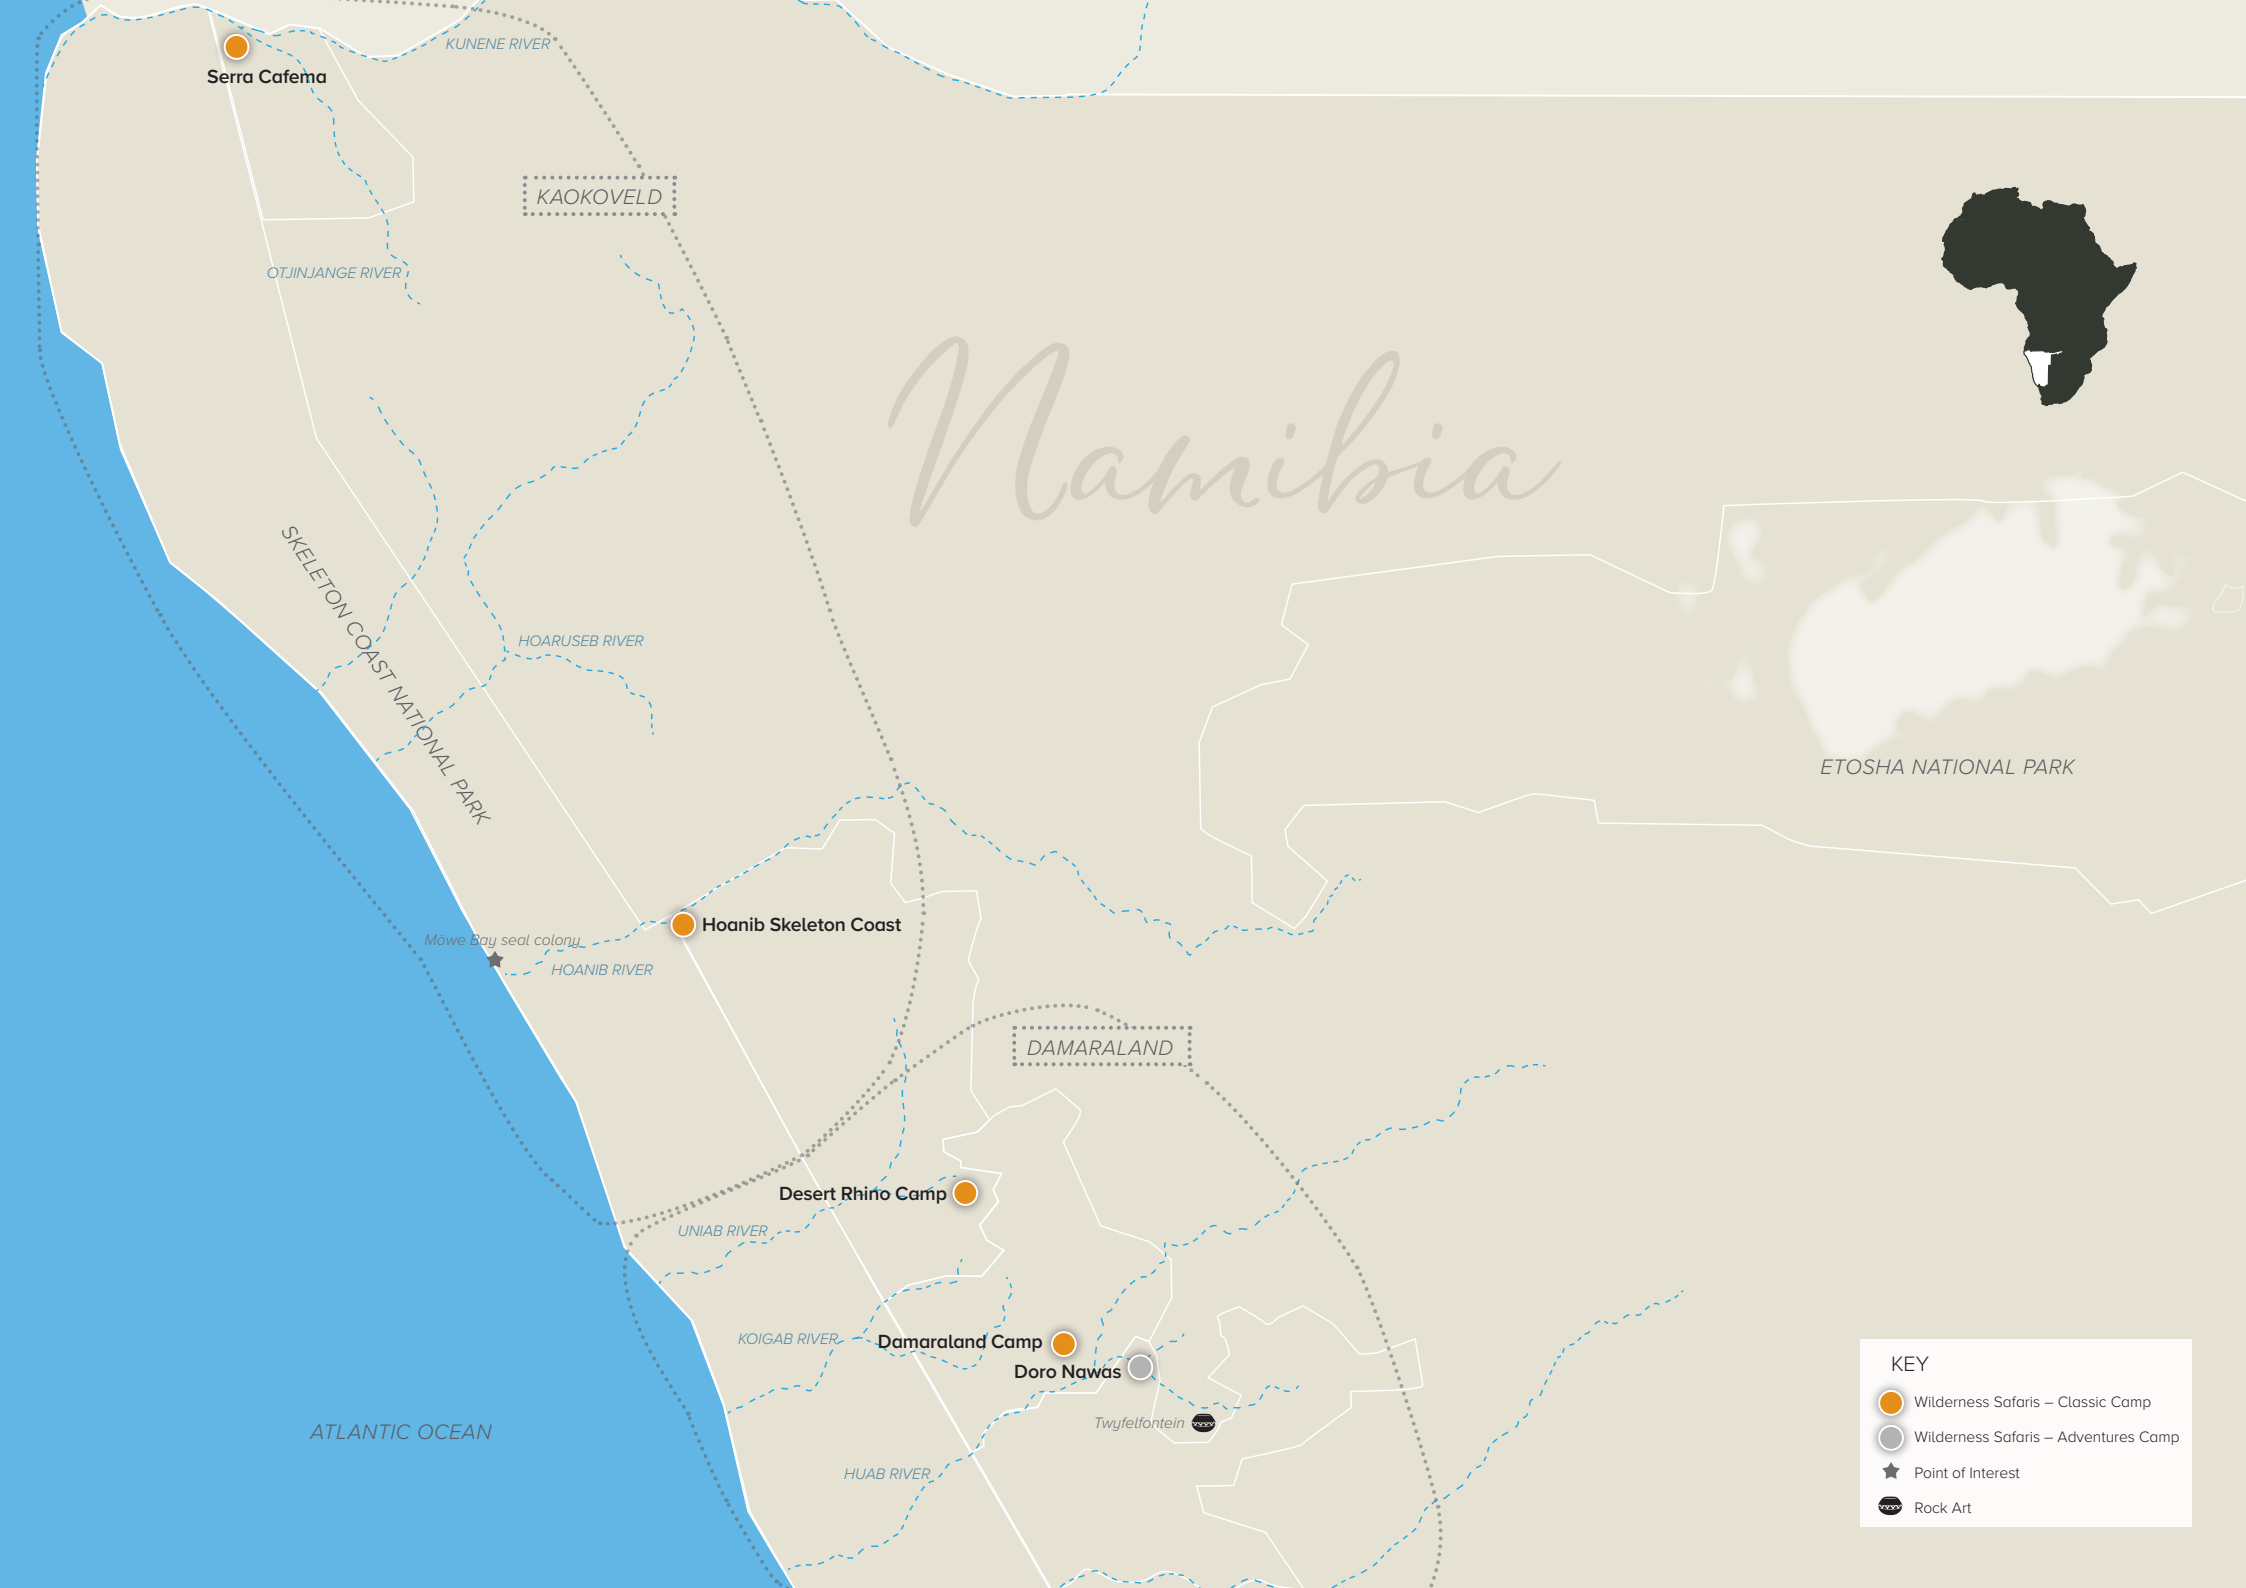 KUNENE RIVER
Serra Cafema
KAOKOVELD
OTJINJANGE RIVER
Namibia
SKELETON COAST NATIONAL PARK
HOARUSEB RIVER
ETOSHA NATIONAL PARK
Hoanib Skeleton Coast
Möwe Bay seal colony
HOANIB RIVER
DAMARALAND
Desert Rhino Camp
UNIAB RIVER
KOIGAB RIVER
Damaraland Camp
Doro Nawas
Twyfelfontein
ATLANTIC OCEAN
HUAB RIVER
KEY
Wilderness Safaris – Classic Camp
Wilderness Safaris – Adventures Camp
Point of Interest
Rock Art